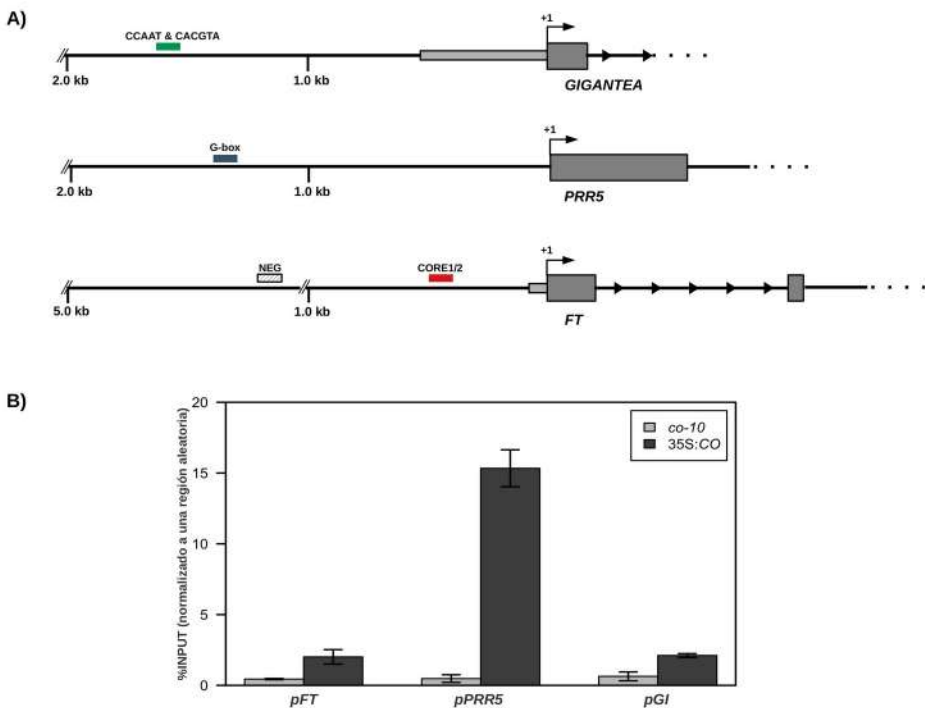 A)
CCAAT & CACGTA
+1
2.0 kb
1.0 kb
GIGANTEA
G-box
+1
2.0 kb
1.0 kb
PRR5
NEG
CORE1/2
+1
5.0 kb
1.0 kb
FT
B)
%INPUT (normalizado a una región aleatoria)
20
15
10
5
0
co-10
35S:CO
pFT
pPRR5
pGI